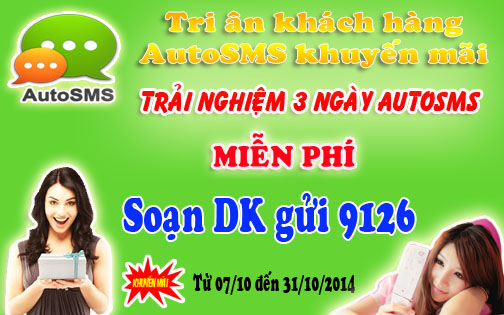 Tri ân khách hàng
AutoSMS khuyến mãi
AutoSMS
TRẢI NGHIỆM 3 NGÀY AUTOSMS
MIỄN PHÍ
Soạn DK gửi 9126
KHUYẾN MÃI
Từ 07/10 đến 31/10/2014